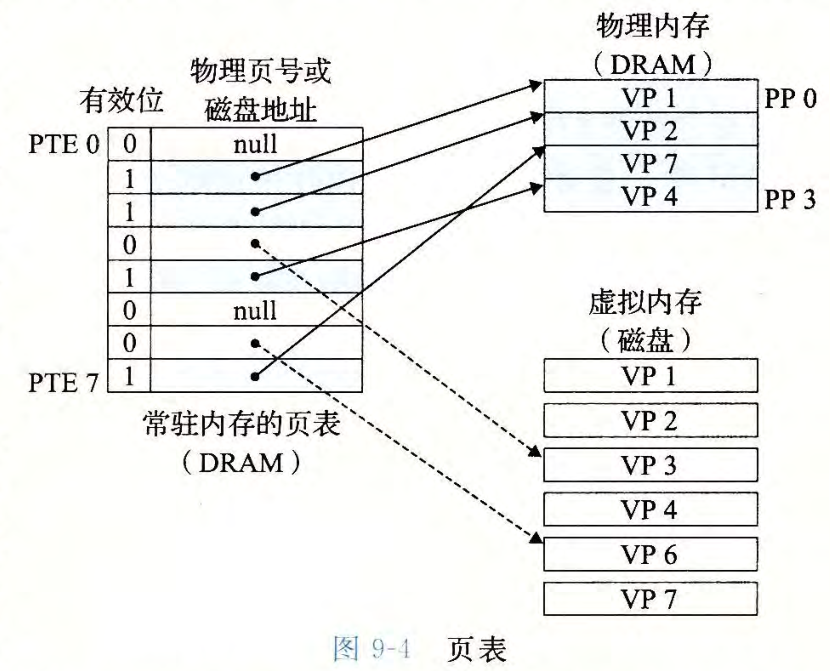 物理页号或
磁盘地址
有效位
PTE 0
0
null
1
1
0
1
0
null
0
PTE 7
1
常驻内存的页表
（DRAM）
物理内存
（DRAM）
VP 1
PP 0
VP 2
VP 7
VP 4
PP 3
虚拟内存
（磁盘）
VP 1
VP 2
VP 3
VP 4
VP 6
VP 7
图 9-4 页表